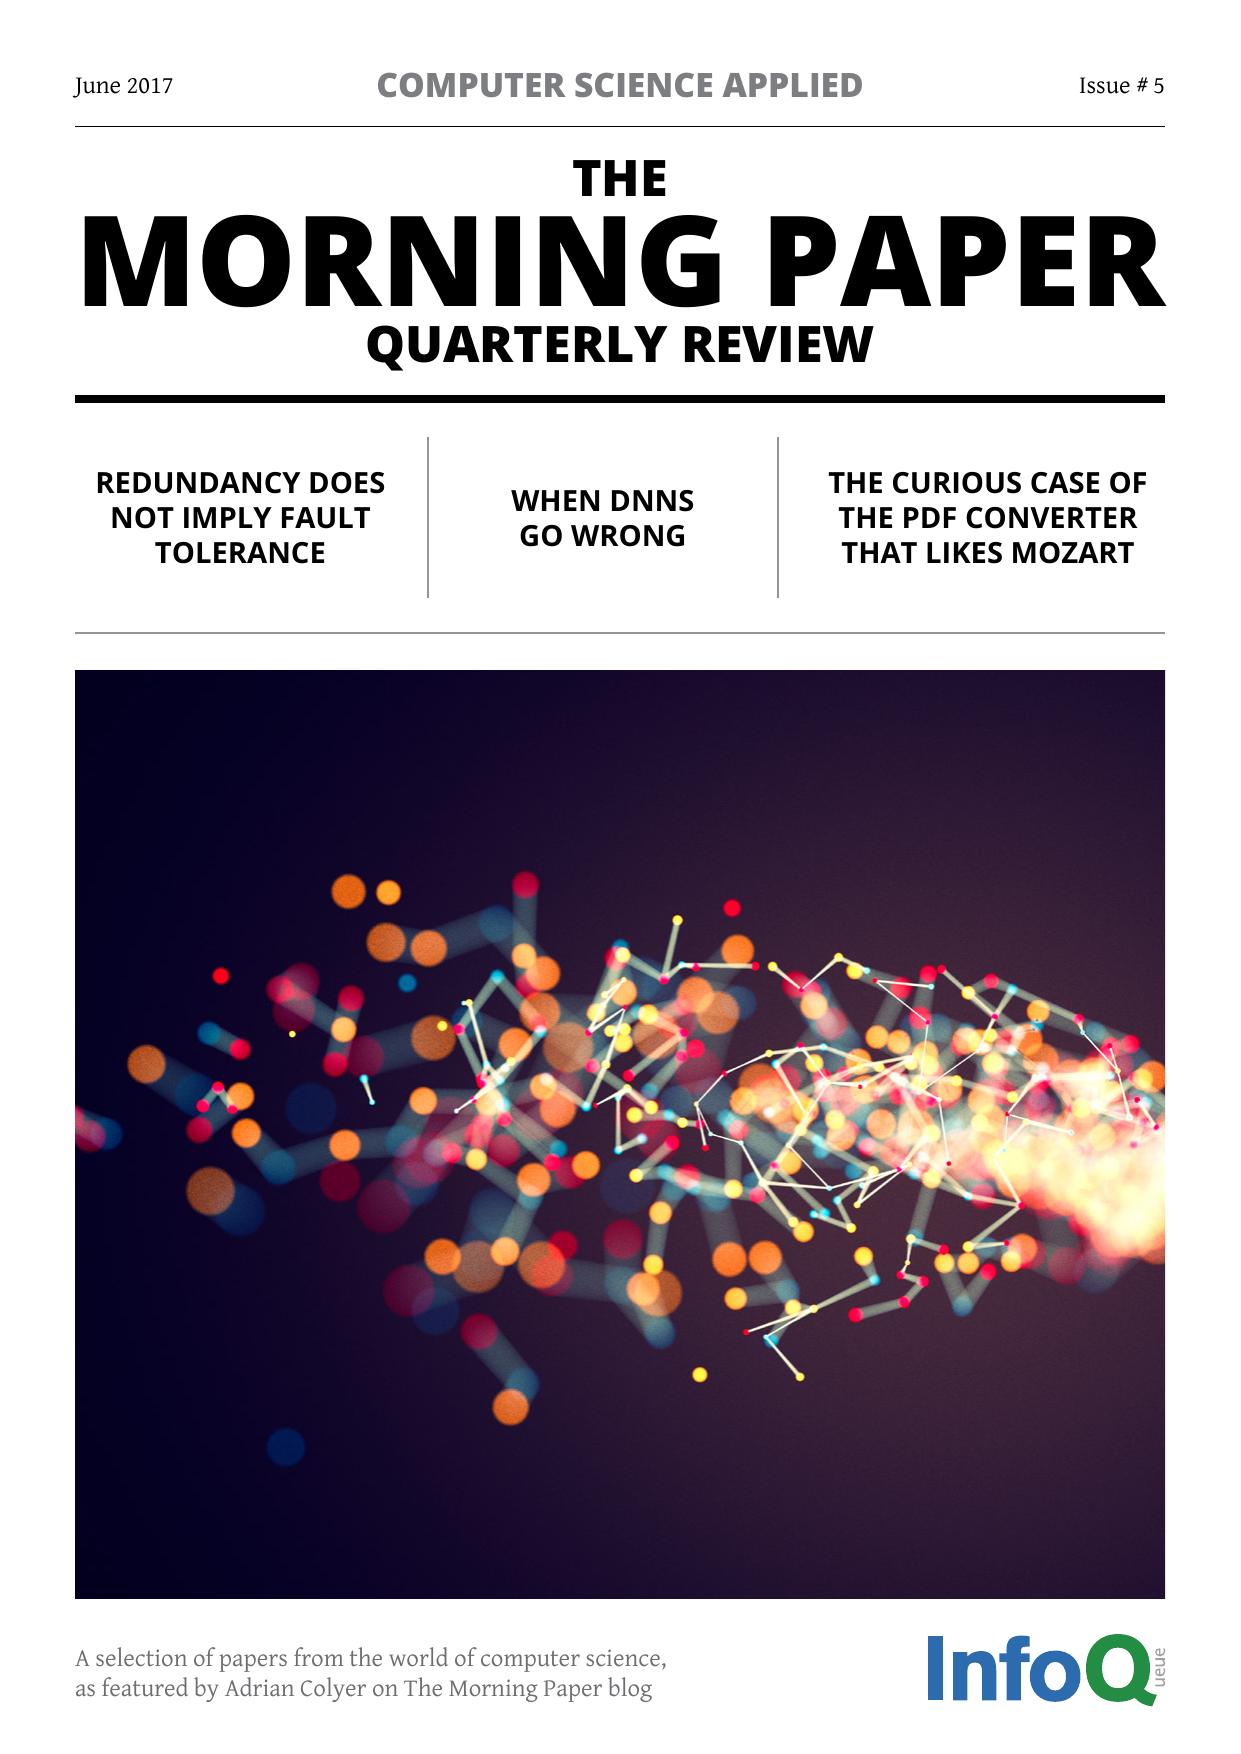 June 2017
COMPUTER SCIENCE APPLIED
Issue # 5
THE
MORNING PAPER
QUARTERLY REVIEW
REDUNDANCY DOES
NOT IMPLY FAULT
TOLERANCE
WHEN DNNS
GO WRONG
THE CURIOUS CASE OF
THE PDF CONVERTER
THAT LIKES MOZART
A selection of papers from the world of computer science,
as featured by Adrian Colyer on The Morning Paper blog
InfoQ
ueue